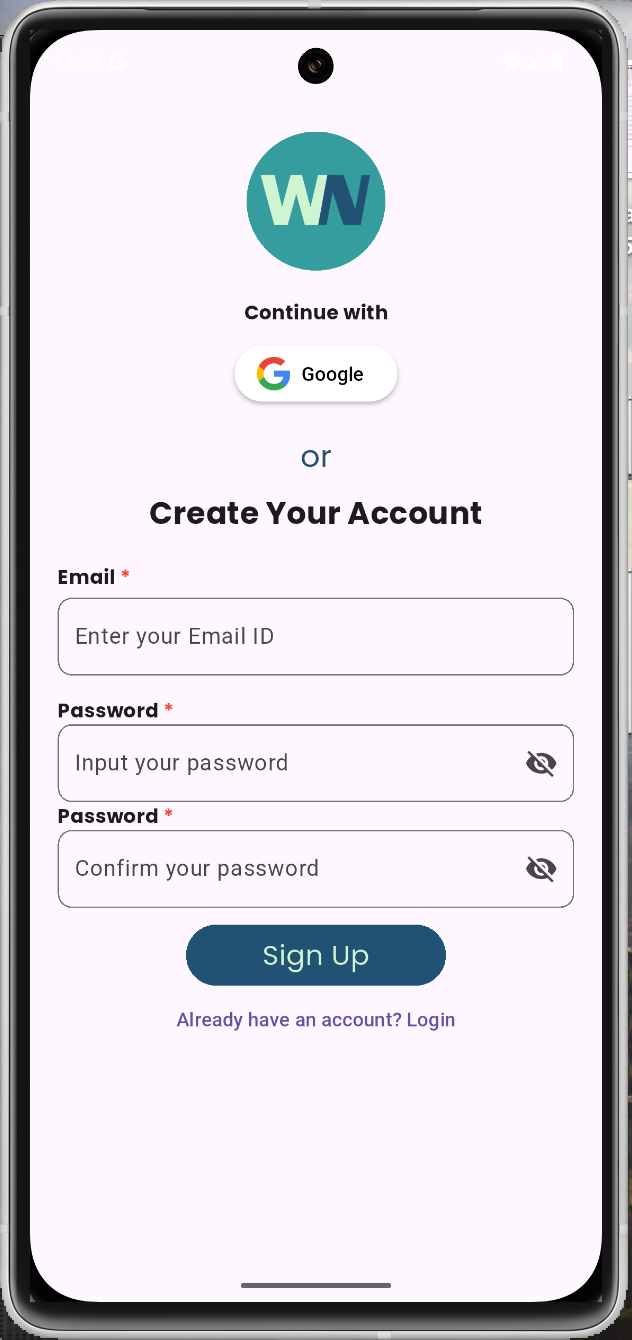 11:32 G
WN
Continue with
Google
or
Create Your Account
Email *
Enter your Email ID
Password *
Input your password
Password *
Confirm your password
Sign Up
Already have an account? Login